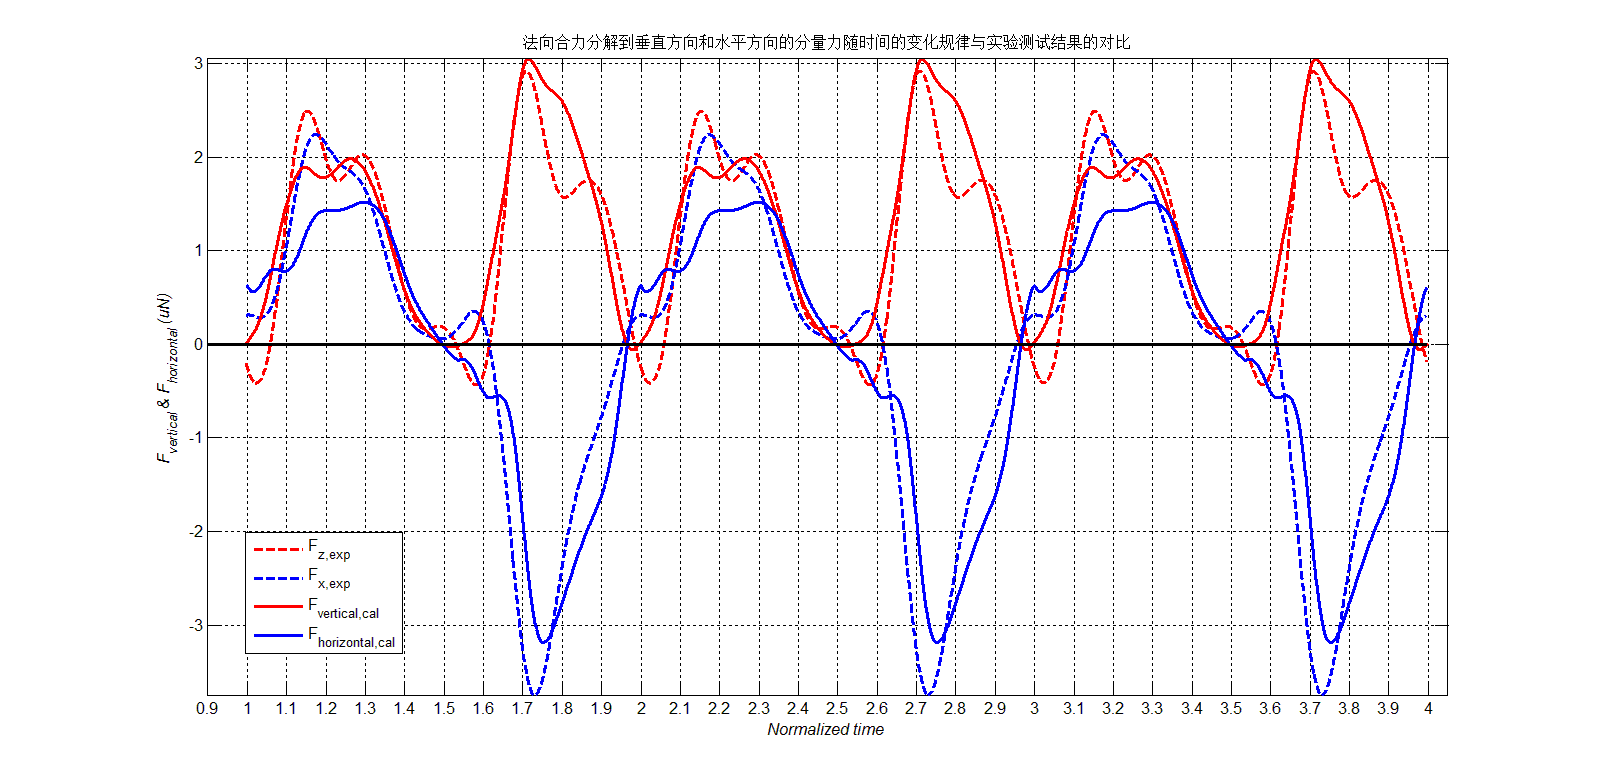 法向合力分解到垂直方向和水平方向的分量力随时间的变化规律与实验测试结果的对比
3
2
1
0
-1
-2
-3
F_vertical & F_horizontal (uN)
F_z,exp
F_x,exp
F_vertical,cal
F_horizontal,cal
0.9 1 1.1 1.2 1.3 1.4 1.5 1.6 1.7 1.8 1.9 2 2.1 2.2 2.3 2.4 2.5 2.6 2.7 2.8 2.9 3 3.1 3.2 3.3 3.4 3.5 3.6 3.7 3.8 3.9 4
Normalized time